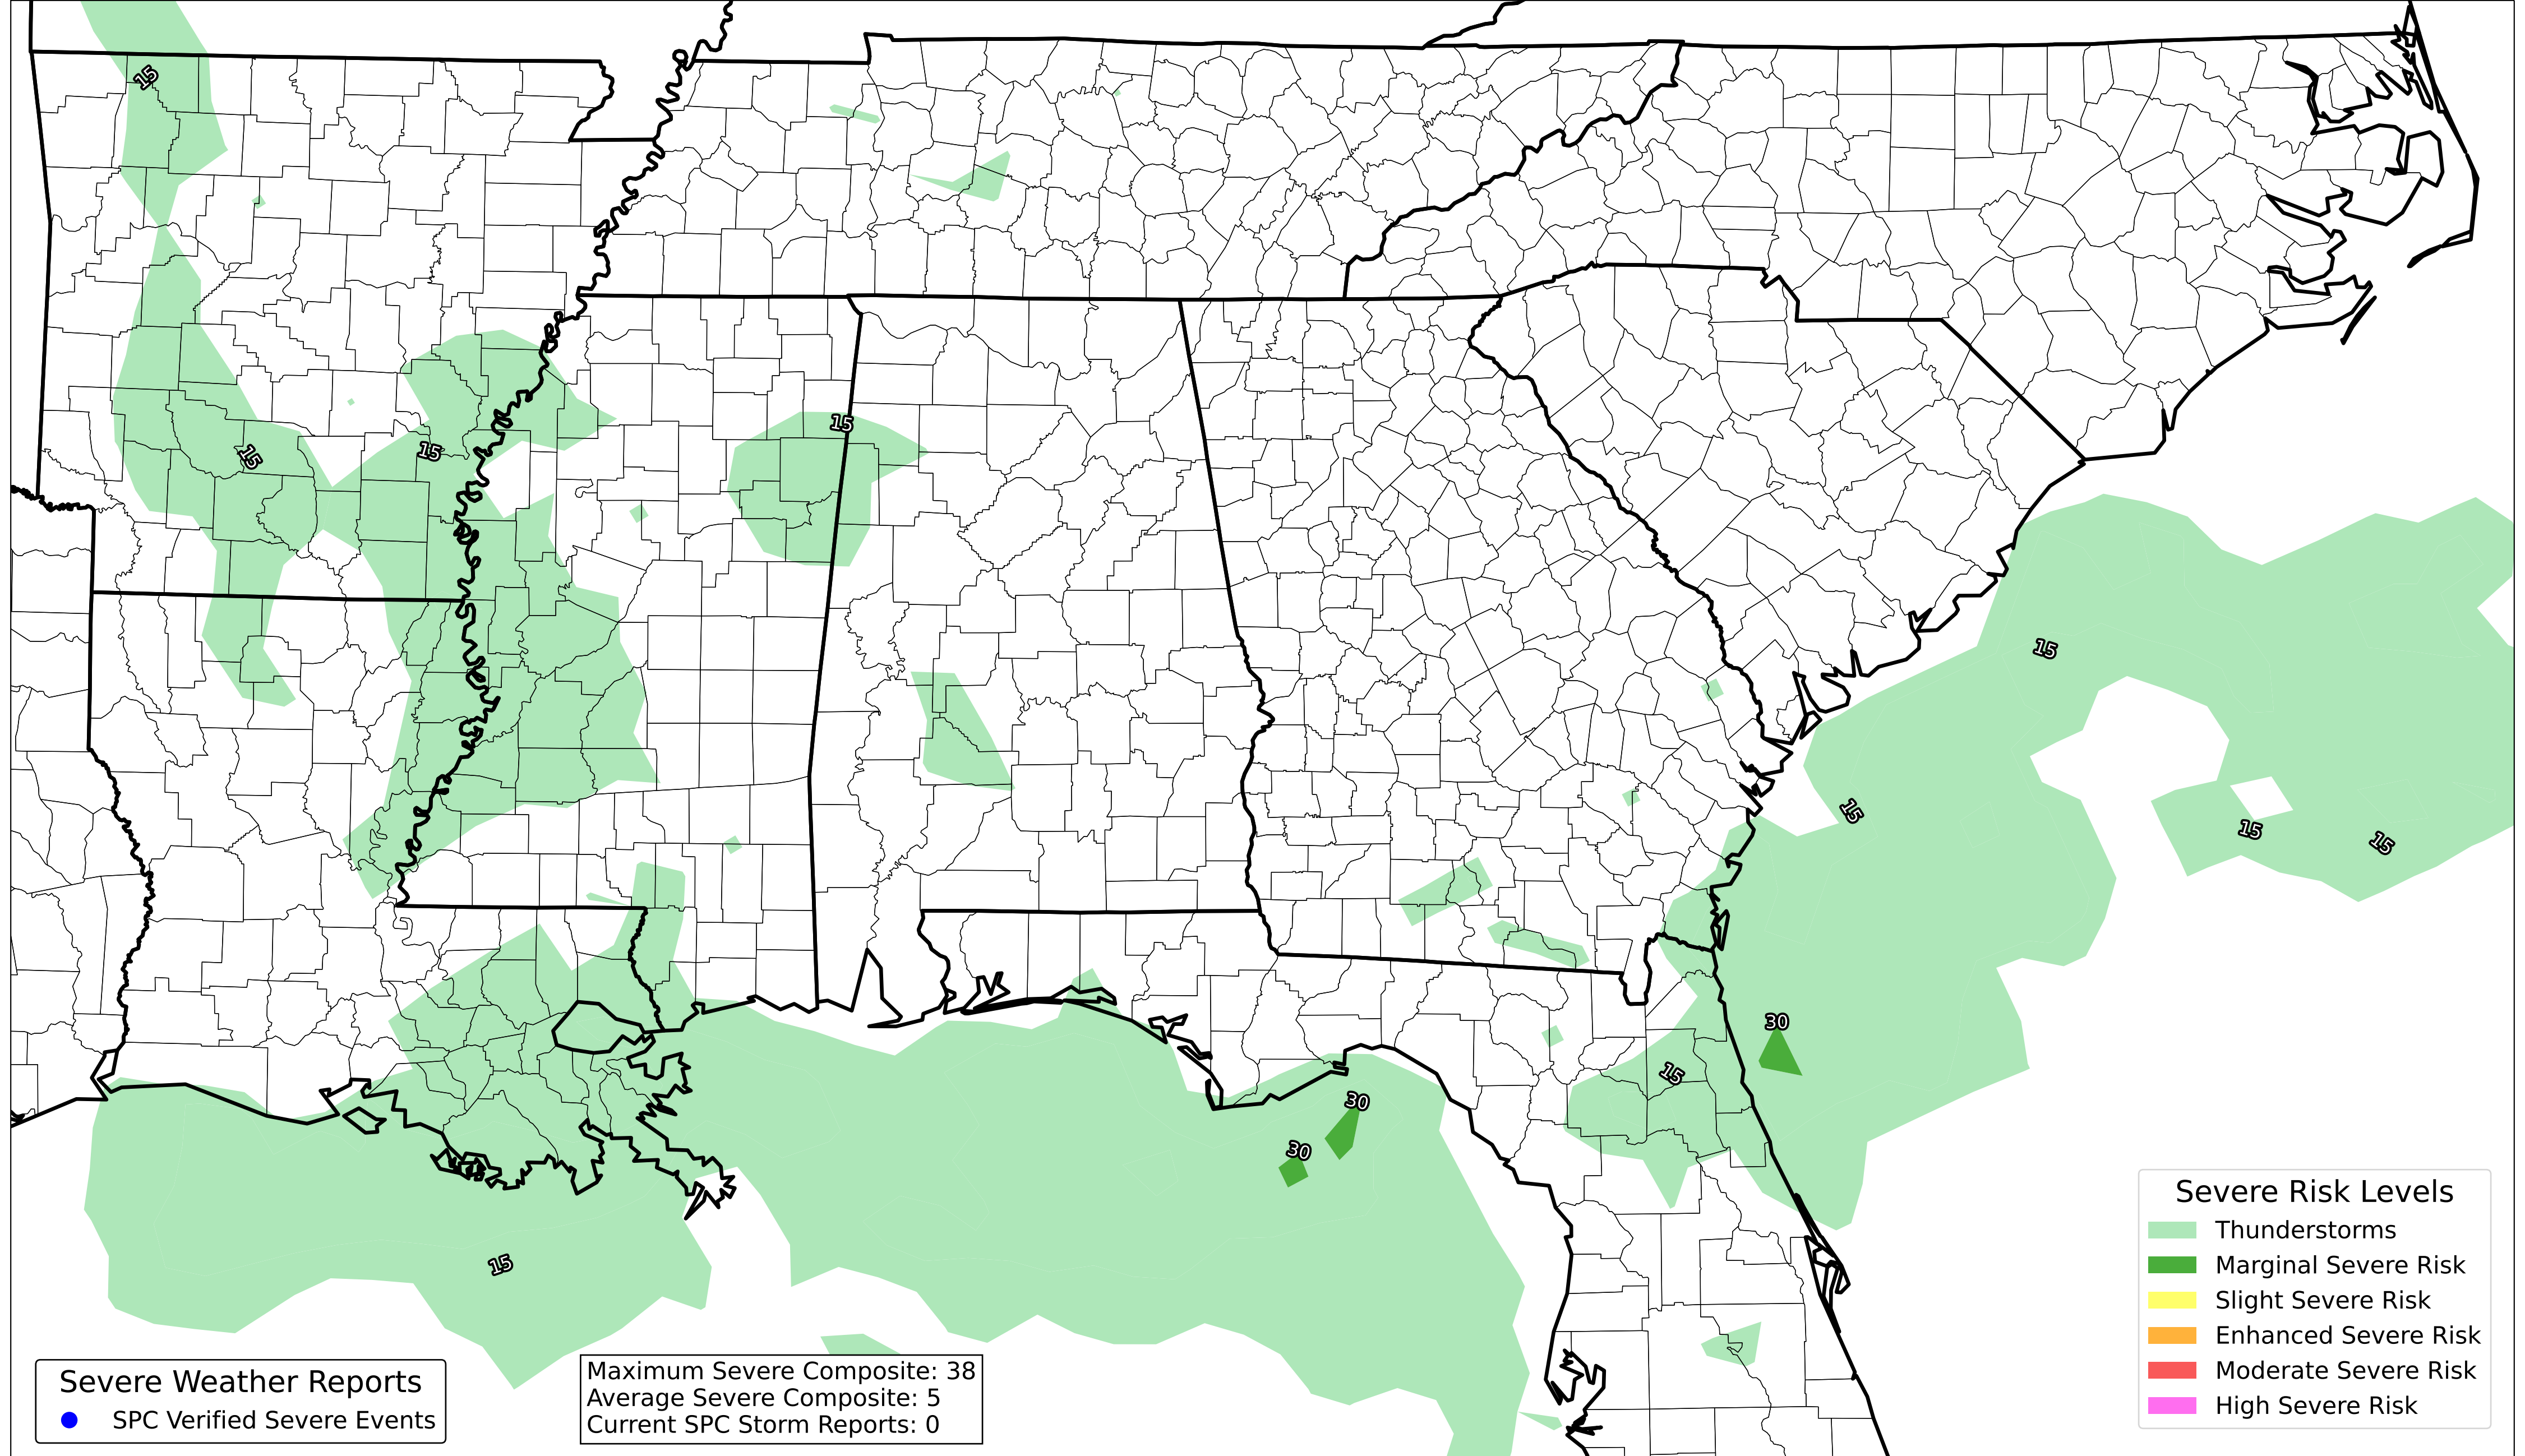 15
15
15
15
15
15
15
15
30
15
30
30
15
Severe Risk Levels
Thunderstorms
Marginal Severe Risk
Slight Severe Risk
Enhanced Severe Risk
Moderate Severe Risk
High Severe Risk
Severe Weather Reports
SPC Verified Severe Events
Maximum Severe Composite: 38
Average Severe Composite: 5
Current SPC Storm Reports: 0